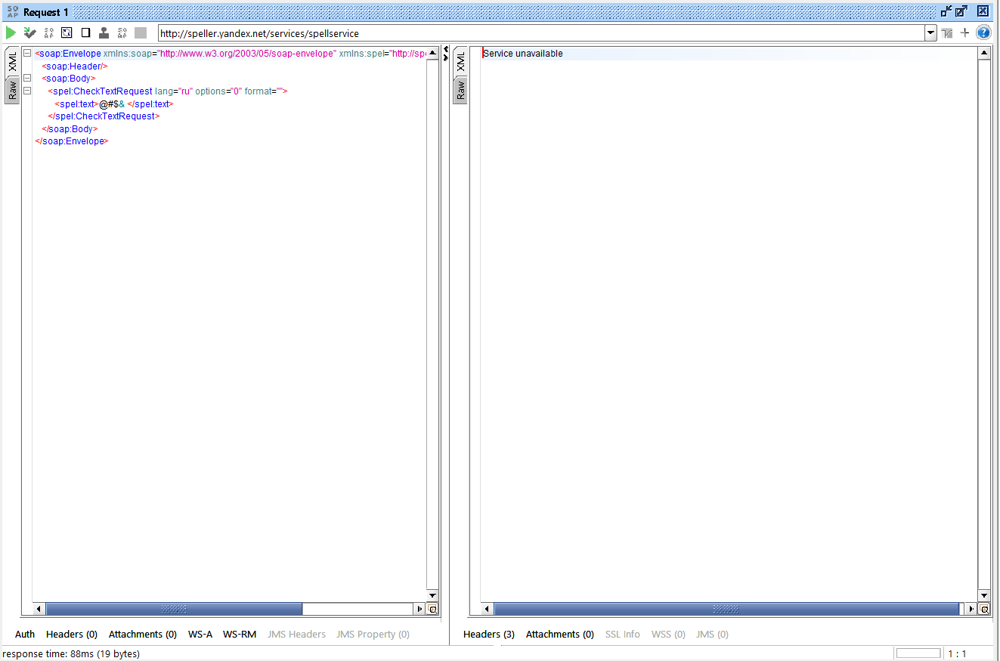 SO AP Request 1
http://speller.yandex.net/services/spellservice
XML
Raw
<soap:Envelope xmlns:soap="http://www.w3.org/2003/05/soap-envelope" xmlns:spel="http://sp
<soap:Header/>
<soap:Body>
<spel:CheckTextRequest lang="ru" options="0" format="">
<spel:text>@#$& </spel:text>
</spel:CheckTextRequest>
</soap:Body>
</soap:Envelope>
XML
Raw
Service unavailable
Auth Headers (0) Attachments (0) WS-A WS-RM JMS Headers JMS Property (0)
Headers (3) Attachments (0) SSL Info WSS (0) JMS (0)
response time: 88ms (19 bytes)
1 : 1